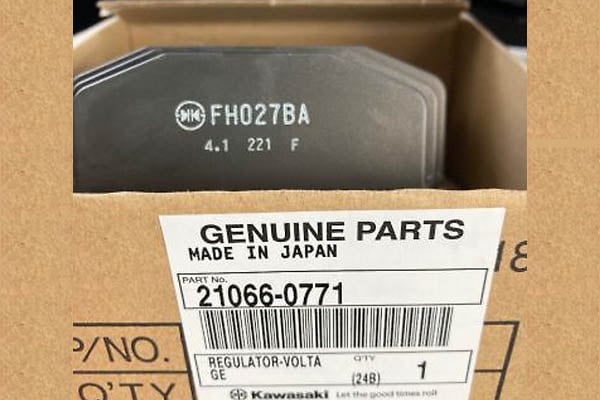 FH027BA
4.1 221 F
GENUINE PARTS
MADE IN JAPAN
PART No.
21066-0771
REGULATOR-VOLTA
GE
Q'TY
(24B)
1
Kawasaki Let the good times roll
18
P/NO.
Q'TY